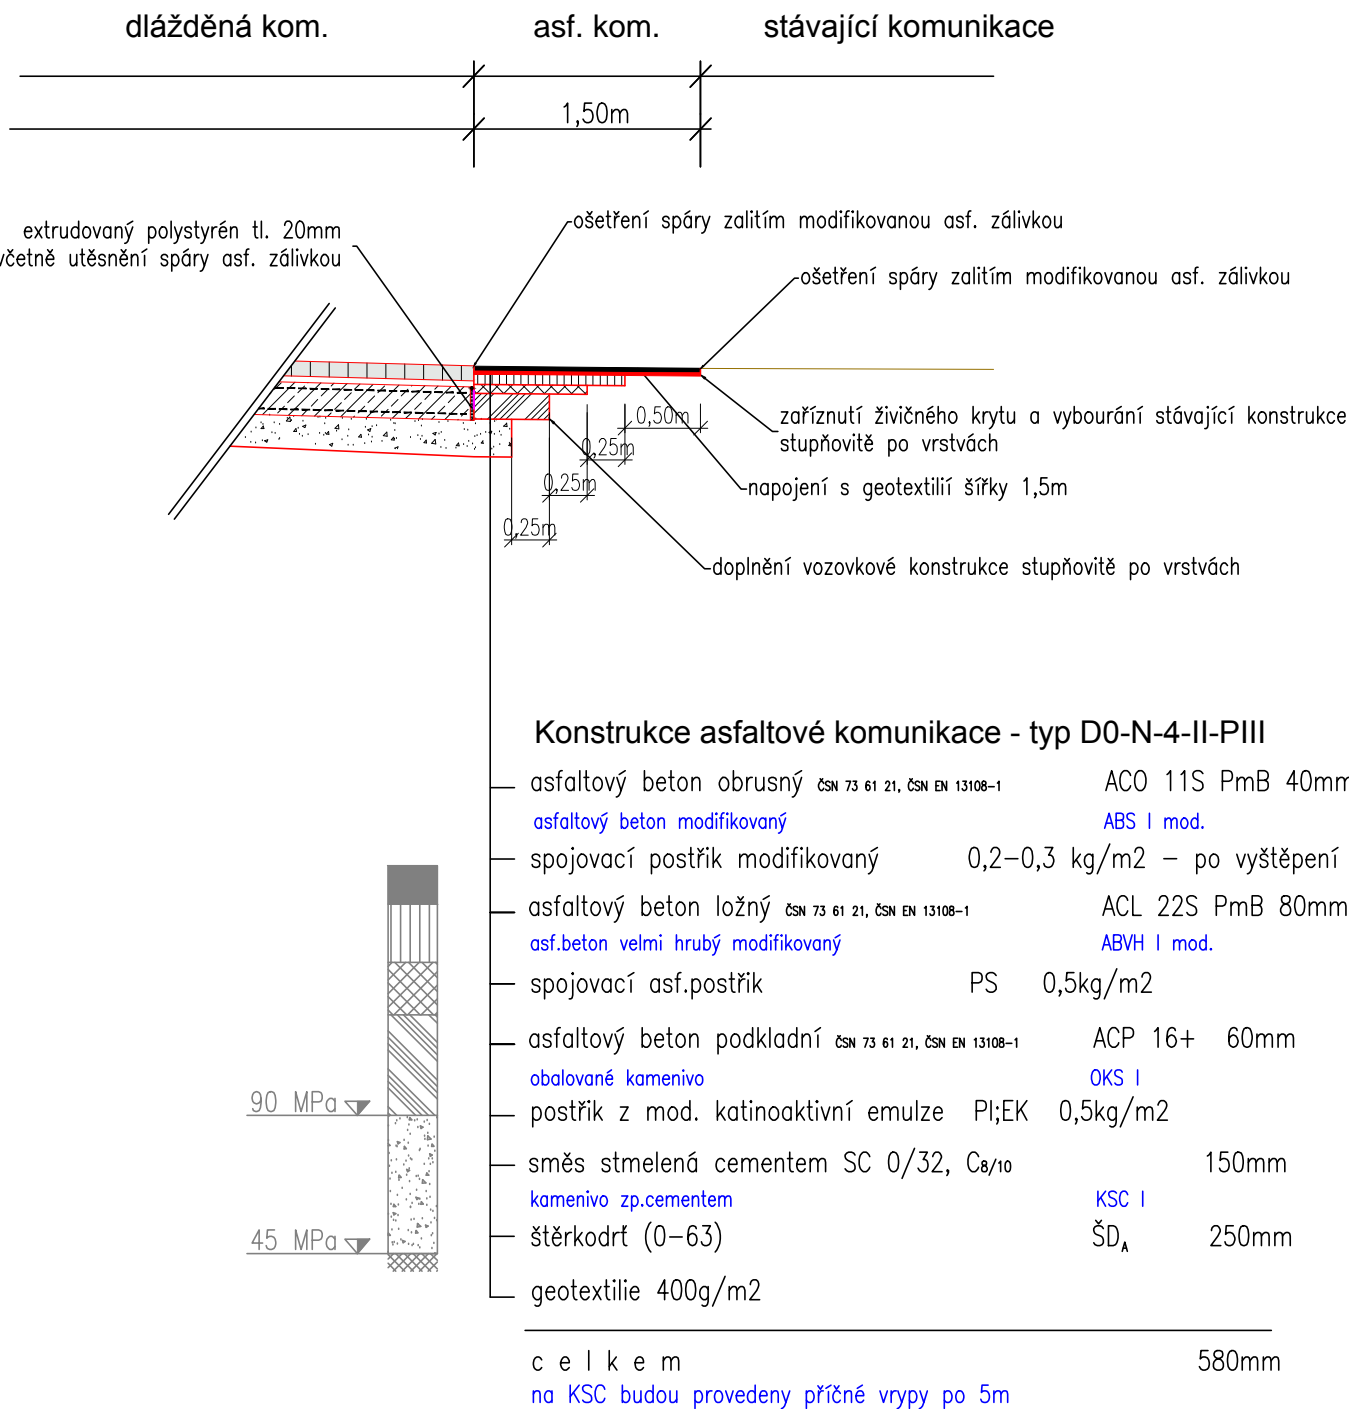 dlážděná kom. asf. kom. stávající komunikace
1,50m
extrudovaný polystyrén tl. 20mm
včetně utěsnění spáry asf. zálivkou
ošetření spáry zalitím modifikovanou asf. zálivkou
ošetření spáry zalitím modifikovanou asf. zálivkou
0,50m
zaříznutí živičného krytu a vybourání stávající konstrukce
stupňovitě po vrstvách
0,25m
0,25m
napojení s geotextilií šířky 1,5m
0,25m
doplnění vozovkové konstrukce stupňovitě po vrstvách
Konstrukce asfaltové komunikace - typ D0-N-4-II-PIII
asfaltový beton obrusný ČSN 73 61 21, ČSN EN 13108-1 ACO 11S PmB 40mm
asfaltový beton modifikovaný ABS I mod.
spojovací postřik modifikovaný 0,2-0,3 kg/m2 - po vyštěpení
asfaltový beton ložný ČSN 73 61 21, ČSN EN 13108-1 ACL 22S PmB 80mm
asf.beton velmi hrubý modifikovaný ABVH I mod.
spojovací asf.postřik PS 0,5kg/m2
asfaltový beton podkladní ČSN 73 61 21, ČSN EN 13108-1 ACP 16+ 60mm
obalované kamenivo OKS I
90 MPa
postřik z mod. katinoaktivní emulze PI;EK 0,5kg/m2
směs stmelená cementem SC 0/32, C8/10 150mm
kamenivo zp.cementem KSC I
45 MPa
štěrkodrť (0-63) ŠDA 250mm
geotextilie 400g/m2
celkem 580mm
na KSC budou provedeny příčné vrypy po 5m